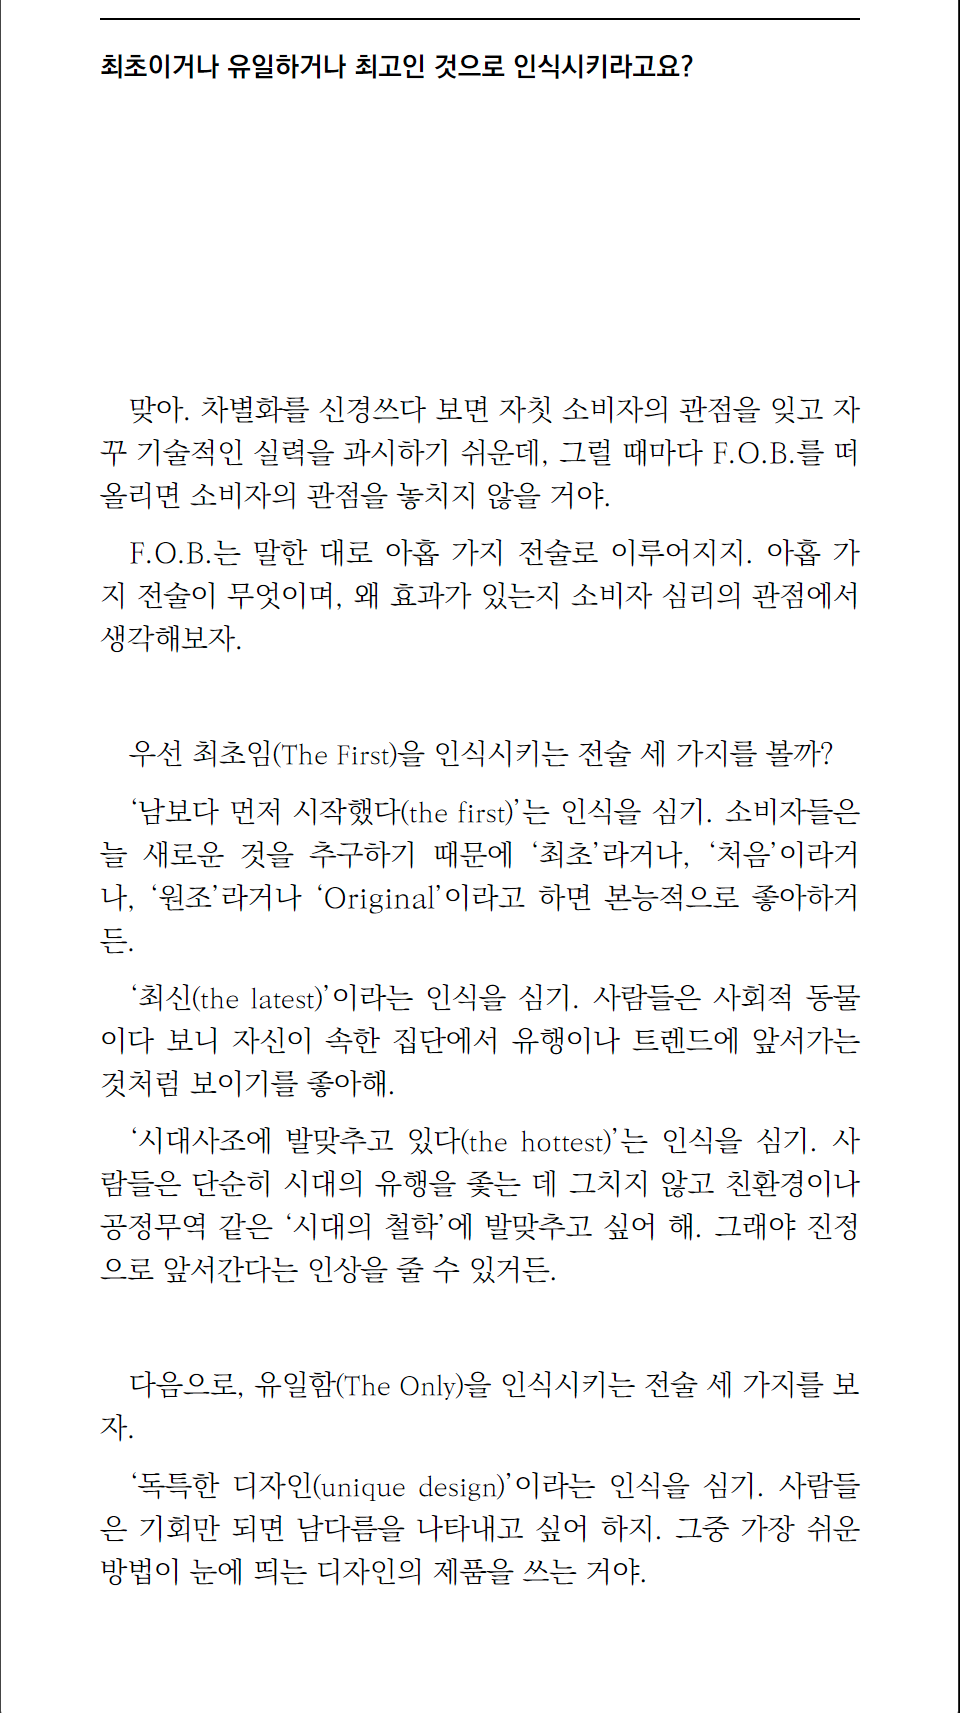 최초이거나 유일하거나 최고인 것으로 인식시키라고요?
맞아. 차별화를 신경쓰다 보면 자칫 소비자의 관점을 잊고 자
꾸 기술적인 실력을 과시하기 쉬운데, 그럴 때마다 F.O.B.를 떠
올리면 소비자의 관점을 놓치지 않을 거야.
F.O.B.는 말한 대로 아홉 가지 전술로 이루어지지. 아홉 가
지 전술이 무엇이며, 왜 효과가 있는지 소비자 심리의 관점에서
생각해보자.
우선 최초임(The First)을 인식시키는 전술 세 가지를 볼까?
‘남보다 먼저 시작했다(the first)’는 인식을 심기. 소비자들은
늘 새로운 것을 추구하기 때문에 ‘최초’라거나, ‘처음’이라거
나, ‘원조’라거나 ‘Original’이라고 하면 본능적으로 좋아하거
든.
‘최신(the latest)’이라는 인식을 심기. 사람들은 사회적 동물
이다 보니 자신이 속한 집단에서 유행이나 트렌드에 앞서가는
것처럼 보이기를 좋아해.
‘시대사조에 발맞추고 있다(the hottest)’는 인식을 심기. 사
람들은 단순히 시대의 유행을 좇는 데 그치지 않고 친환경이나
공정무역 같은 ‘시대의 철학’에 발맞추고 싶어 해. 그래야 진정
으로 앞서간다는 인상을 줄 수 있거든.
다음으로, 유일함(The Only)을 인식시키는 전술 세 가지를 보
자.
‘독특한 디자인(unique design)’이라는 인식을 심기. 사람들
은 기회만 되면 남다름을 나타내고 싶어 하지. 그중 가장 쉬운
방법이 눈에 띄는 디자인의 제품을 쓰는 거야.